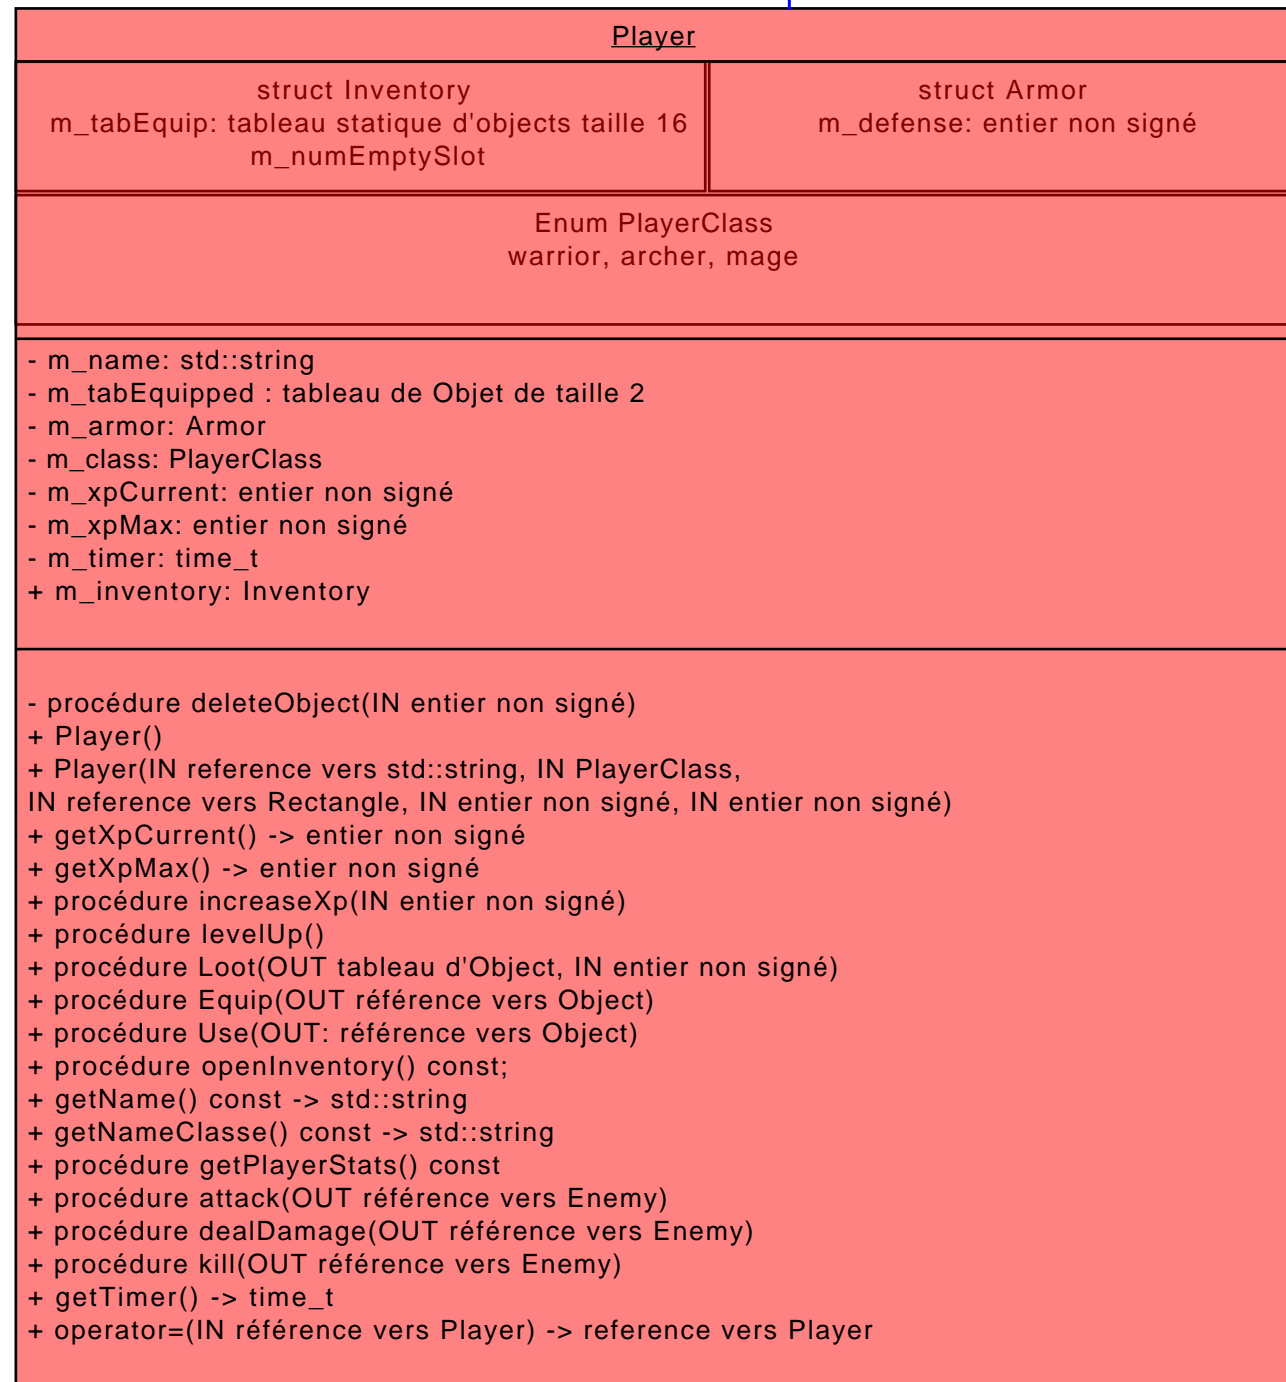 Player
struct Inventory
m_tabEquip: tableau statique d'objects taille 16
m_numEmptySlot
struct Armor
m_defense: entier non signé
Enum PlayerClass
warrior, archer, mage
- m_name: std::string
- m_tabEquipped : tableau de Objet de taille 2
- m_armor: Armor
- m_class: PlayerClass
- m_xpCurrent: entier non signé
- m_xpMax: entier non signé
- m_timer: time_t
+ m_inventory: Inventory
- procédure deleteObject(IN entier non signé)
+ Player()
+ Player(IN reference vers std::string, IN PlayerClass,
IN reference vers Rectangle, IN entier non signé, IN entier non signé)
+ getXpCurrent() -> entier non signé
+ getXpMax() -> entier non signé
+ procédure increaseXp(IN entier non signé)
+ procédure levelUp()
+ procédure Loot(OUT tableau d'Object, IN entier non signé)
+ procédure Equip(OUT référence vers Object)
+ procédure Use(OUT: référence vers Object)
+ procédure openInventory() const;
+ getName() const -> std::string
+ getNameClasse() const -> std::string
+ procédure getPlayerStats() const
+ procédure attack(OUT référence vers Enemy)
+ procédure dealDamage(OUT référence vers Enemy)
+ procédure kill(OUT référence vers Enemy)
+ getTimer() -> time_t
+ operator=(IN référence vers Player) -> reference vers Player